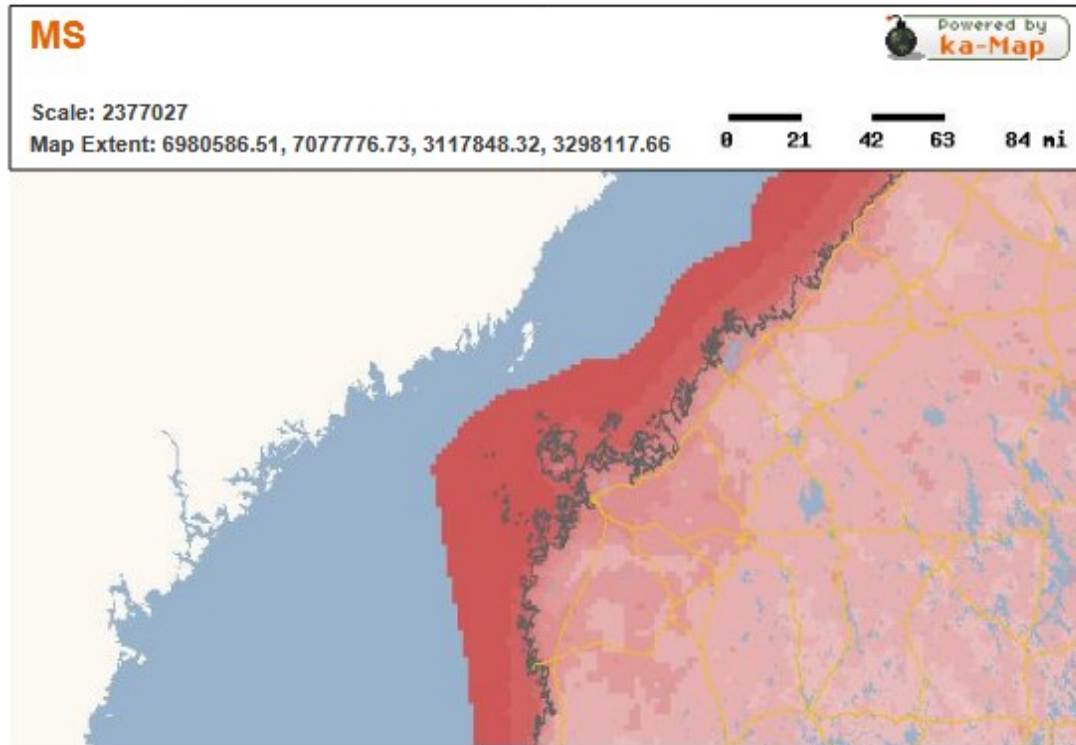 MS
Powered by
ka-Map
Scale: 2377027
Map Extent: 6980586.51, 7077776.73, 3117848.32, 3298117.66
0 21 42 63 84 mi